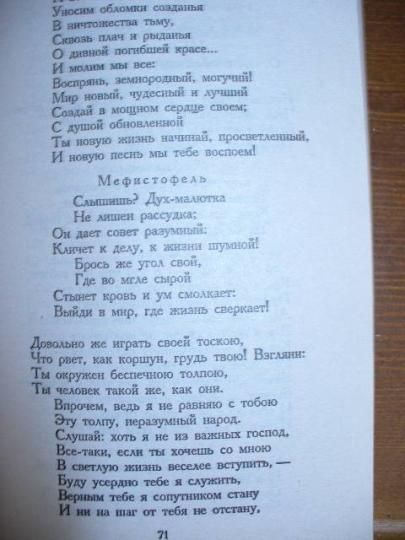 Уносим обломки созданья
В ничтожества тьму,
Сквозь плач и рыданья
О дивной погибшей красе...
И молим мы все:
Воспрянь, земнородный, могучий!
Мир новый, чудесный и лучший
Создай в мощном сердце своем;
С душой обновленной
Ты новую жизнь начинай, просветленный,
И новую песнь мы тебе воспоем!
Мефистофель
Слышишь? Дух-малютка
Не лишен рассудка;
Он дает совет разумный:
Кличет к делу, к жизни шумной!
Брось же угол свой,
Где во мгле сырой
Стынет кровь и ум смолкает:
Выйди в мир, где жизнь сверкает!
Довольно же играть своей тоскою,
Что рвет, как коршун, грудь твою! Взгляни:
Ты окружен беспечною толпою,
Ты человек такой же, как они.
Впрочем, ведь я не равняю с тобою
Эту толпу, неразумный народ.
Слушай: хоть я не из важных господ,
Все-таки, если ты хочешь со мною
В светлую жизнь веселее вступить, —
Буду усердно тебе я служить,
Верным тебе я сопутником стану
И ни на шаг от тебя не отстану,
71